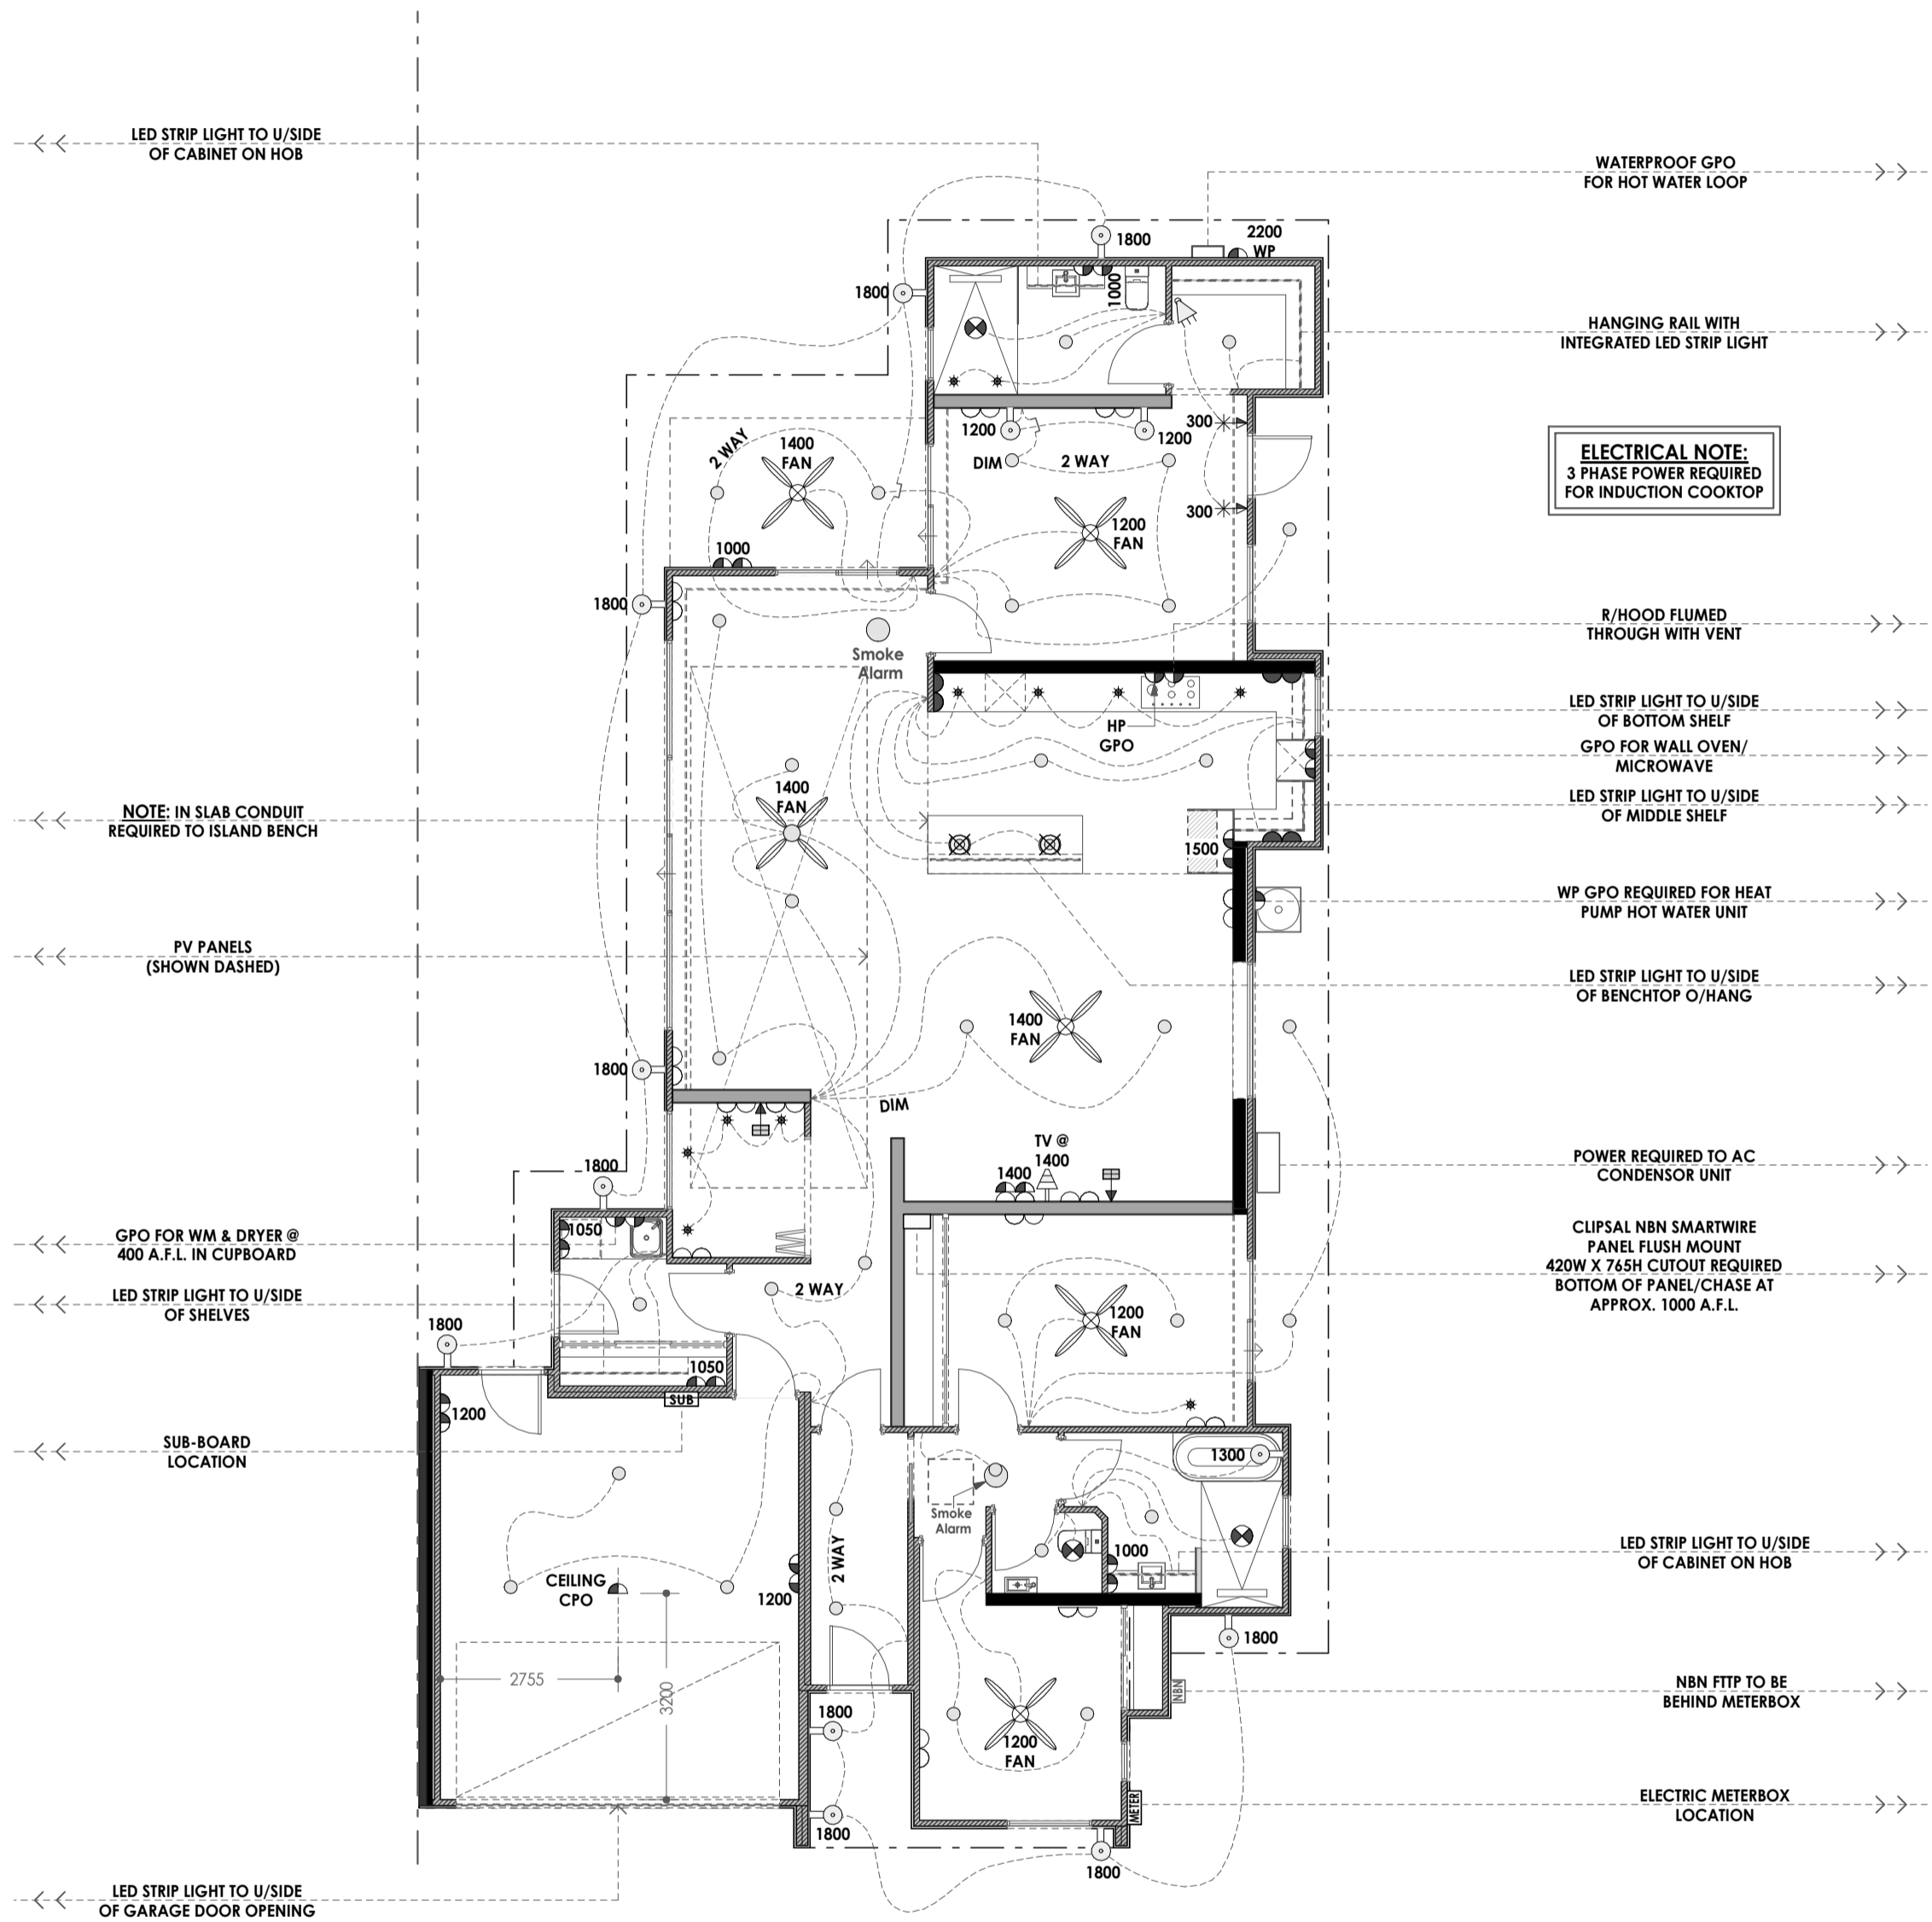 LED STRIP LIGHT TO U/SIDE
OF CABINET ON HOB
WATERPROOF GPO
FOR HOT WATER LOOP
2200
WP
1800
1800
1000
HANGING RAIL WITH
INTEGRATED LED STRIP LIGHT
300
1200
1200
2 WAY
1400
FAN
DIM
2 WAY
ELECTRICAL NOTE:
3 PHASE POWER REQUIRED
FOR INDUCTION COOKTOP
300
1200
FAN
1000
1800
R/HOOD FLUMED
THROUGH WITH VENT
Smoke
Alarm
LED STRIP LIGHT TO U/SIDE
OF BOTTOM SHELF
HP
GPO
GPO FOR WALL OVEN/
MICROWAVE
1400
FAN
LED STRIP LIGHT TO U/SIDE
OF MIDDLE SHELF
NOTE: IN SLAB CONDUIT
REQUIRED TO ISLAND BENCH
1500
WP GPO REQUIRED FOR HEAT
PUMP HOT WATER UNIT
PV PANELS
(SHOWN DASHED)
LED STRIP LIGHT TO U/SIDE
OF BENCHTOP O/HANG
1400
FAN
1800
DIM
TV @
1400
1400
POWER REQUIRED TO AC
CONDENSOR UNIT
1800
1050
GPO FOR WM & DRYER @
400 A.F.L. IN CUPBOARD
CLIPSAL NBN SMARTWIRE
PANEL FLUSH MOUNT
420W X 765H CUTOUT REQUIRED
BOTTOM OF PANEL/CHASE AT
APPROX. 1000 A.F.L.
2 WAY
LED STRIP LIGHT TO U/SIDE
OF SHELVES
1800
1200
FAN
1050
SUB
1200
SUB-BOARD
LOCATION
1300
Smoke
Alarm
1000
LED STRIP LIGHT TO U/SIDE
OF CABINET ON HOB
2 WAY
CEILING
CPO
1200
1800
2755
3200
NBN
NBN FTTP TO BE
BEHIND METERBOX
1800
1200
FAN
METER
ELECTRIC METERBOX
LOCATION
1800
1800
LED STRIP LIGHT TO U/SIDE
OF GARAGE DOOR OPENING